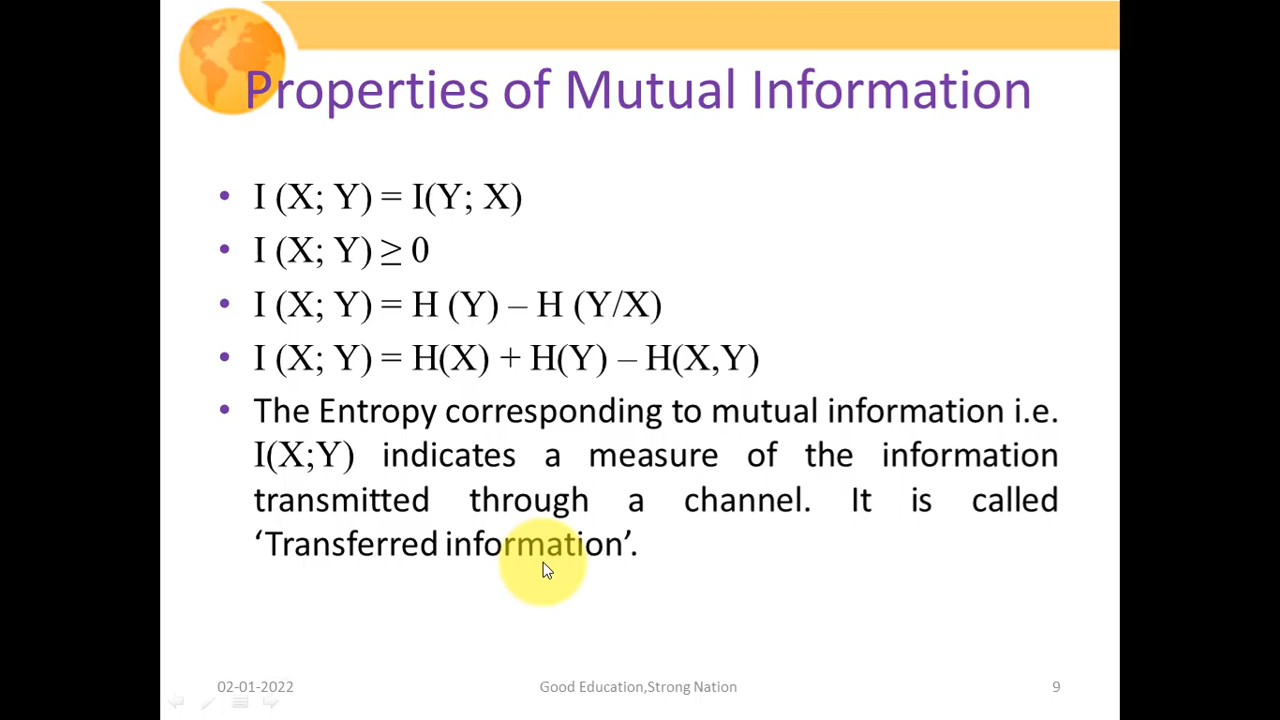 Properties of Mutual Information
• I (X; Y) = I(Y; X)
• I (X; Y) ≥ 0
• I (X; Y) = H (Y) – H (Y/X)
• I (X; Y) = H(X) + H(Y) – H(X,Y)
• The Entropy corresponding to mutual information i.e.
I(X;Y) indicates a measure of the information
transmitted through a channel. It is called
‘Transferred information’.
02-01-2022 Good Education,Strong Nation 9